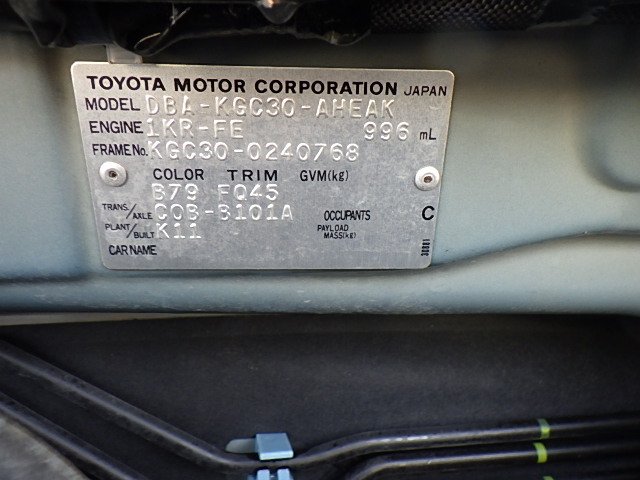 TOYOTA MOTOR CORPORATION JAPAN
MODEL DBA-KGC30-AHEAK
ENGINE 1KR-FE 996 mL
FRAME No. KGC30-0240768
COLOR TRIM GVM(kg)
B79 FQ45
TRANS./AXLE C0B-B101A OCCUPANTS C
PLANT/BUILT K11 PAYLOAD MASS(kg)
CAR NAME